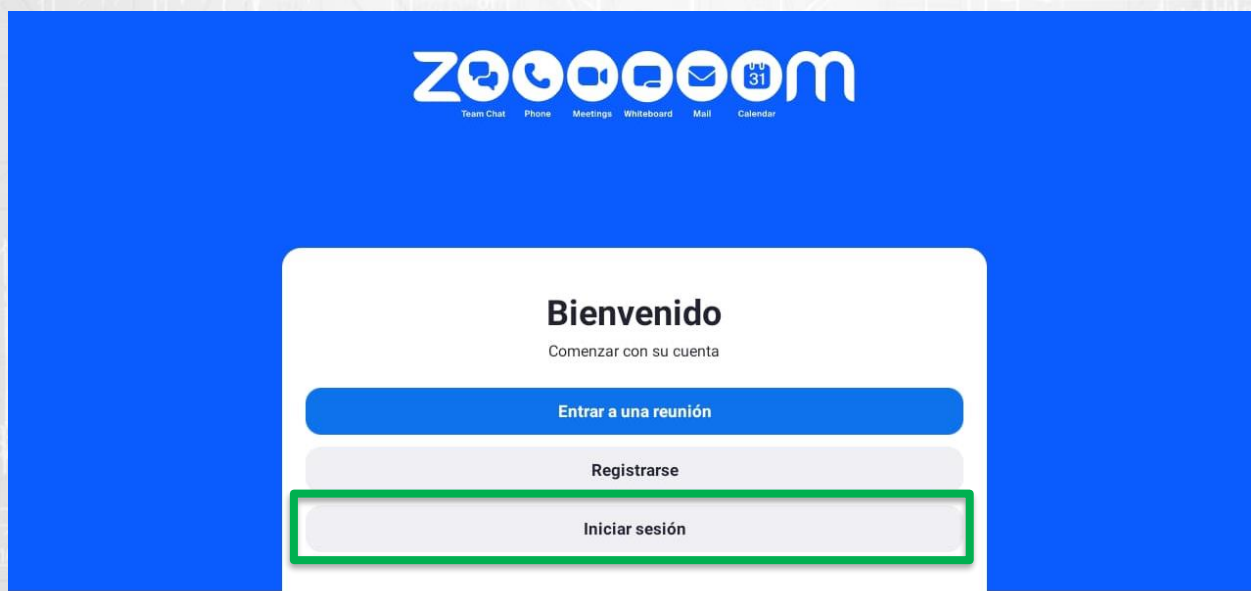 zoooooom
31
Team Chat Phone Meetings Whiteboard Mail Calendar
Bienvenido
Comenzar con su cuenta
Entrar a una reunión
Registrarse
Iniciar sesión